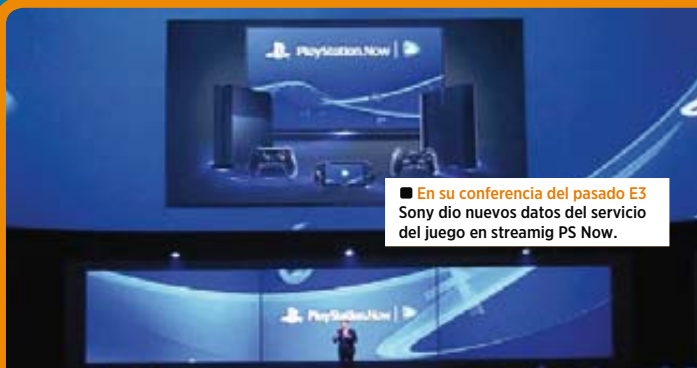 PlayStation.Now
■ En su conferencia del pasado E3
Sony dio nuevos datos del servicio
del juego en streamig PS Now.
PlayStation.Now